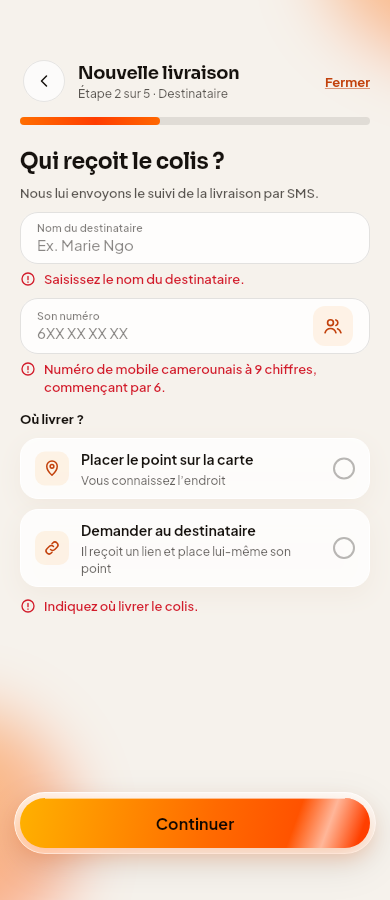 Nouvelle livraison
Étape 2 sur 5 · Destinataire
Fermer
Qui reçoit le colis ?
Nous lui envoyons le suivi de la livraison par SMS.
Nom du destinataire
Ex. Marie Ngo
Saisissez le nom du destinataire.
Son numéro
6XX XX XX XX
Numéro de mobile camerounais à 9 chiffres,
commençant par 6.
Où livrer ?
Placer le point sur la carte
Vous connaissez l'endroit
Demander au destinataire
Il reçoit un lien et place lui-même son
point
Indiquez où livrer le colis.
Continuer